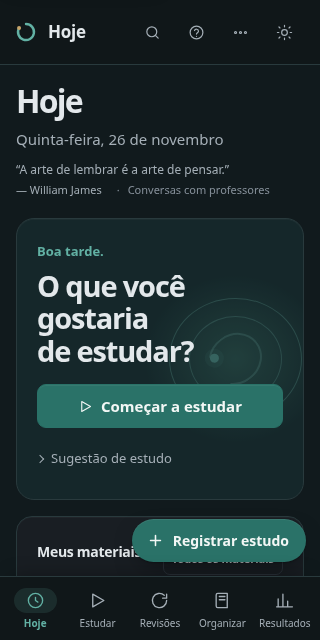 Hoje
Hoje
Quinta-feira, 26 de novembro
“A arte de lembrar é a arte de pensar.”
— William James · Conversas com professores
Boa tarde.
O que você
gostaria
de estudar?
Começar a estudar
Sugestão de estudo
Meus materiais
Registrar estudo
Hoje
Estudar
Revisões
Organizar
Resultados